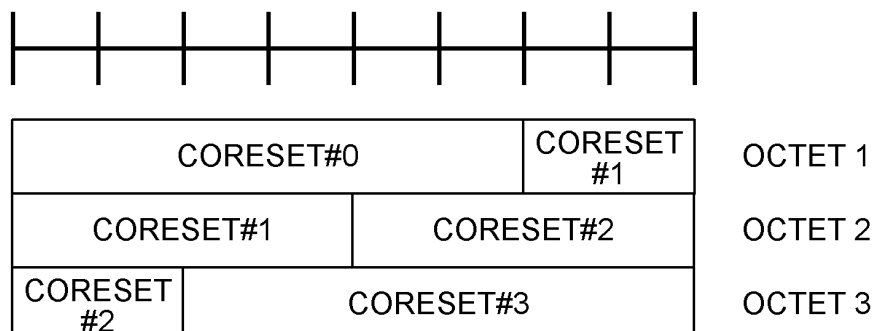 CORESET#0
CORESET
#1
OCTET 1
CORESET#1
CORESET#2
OCTET 2
CORESET
#2
CORESET#3
OCTET 3